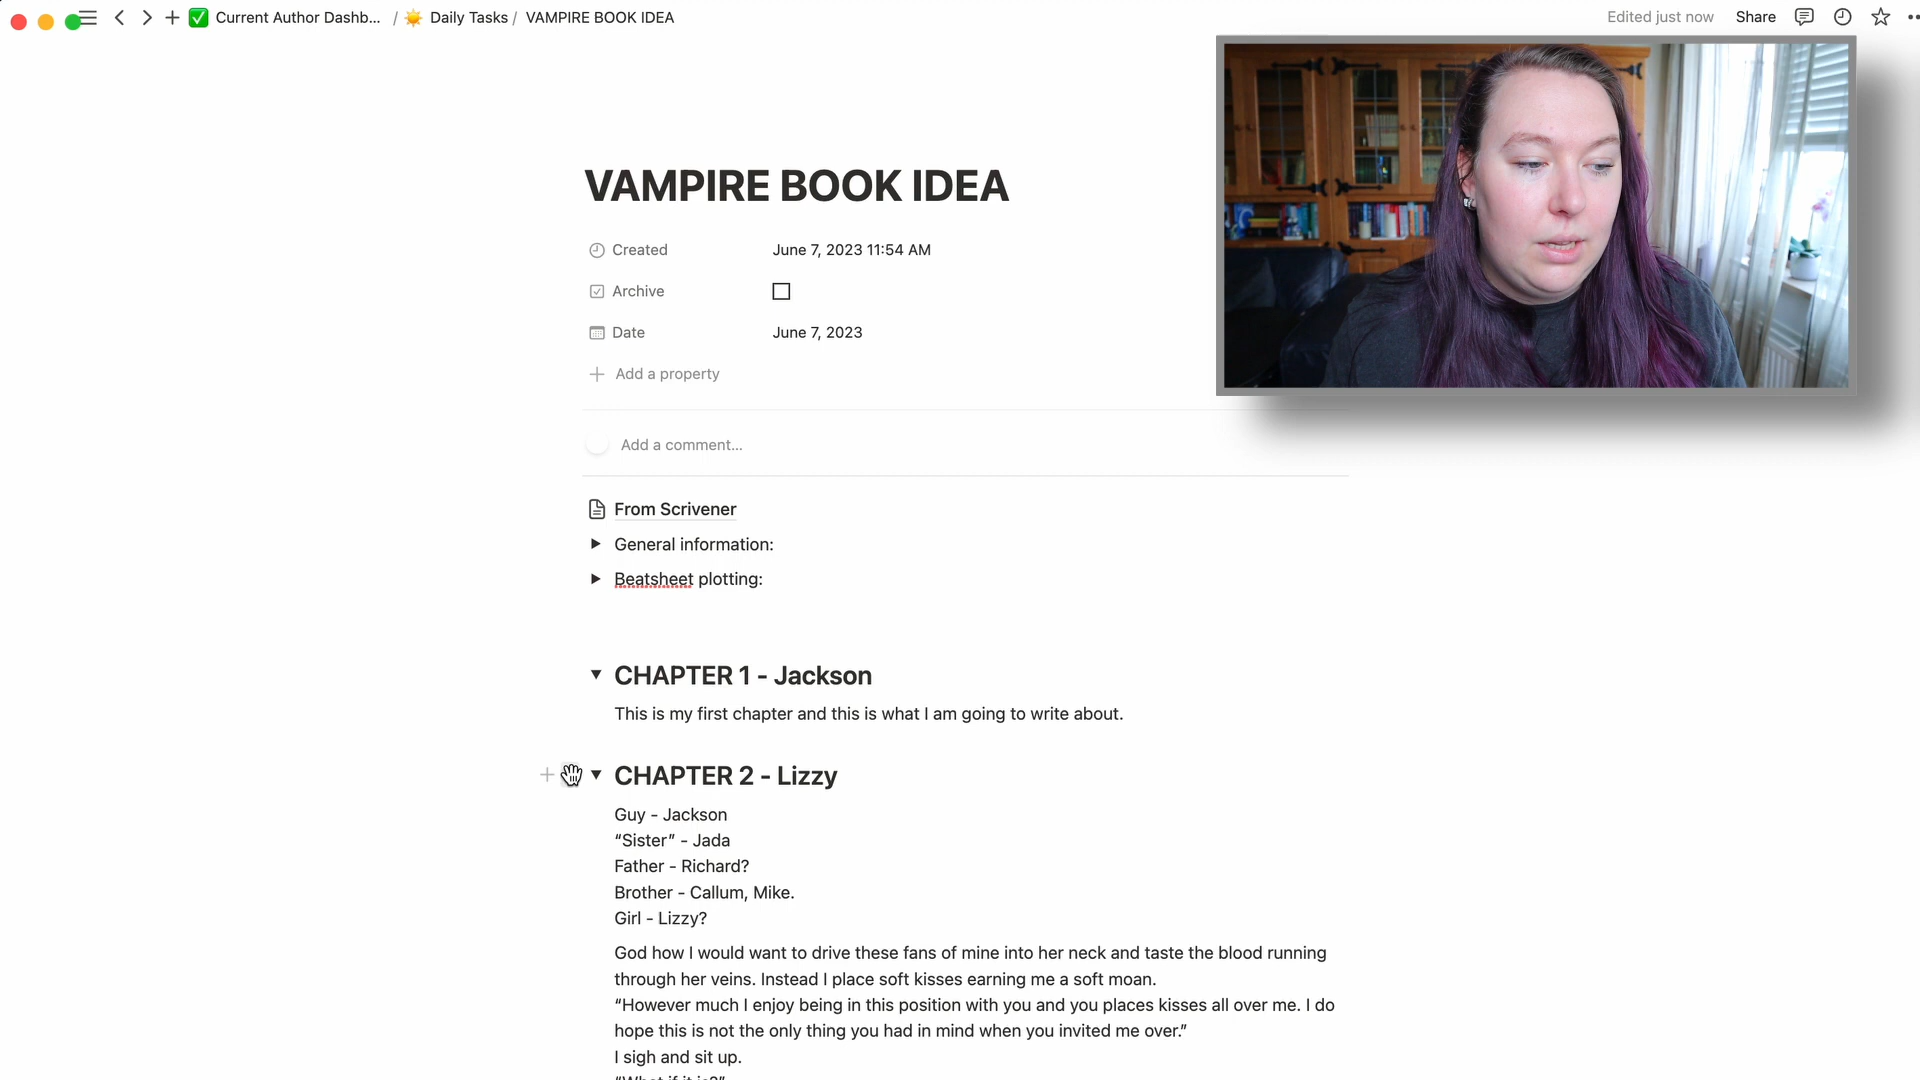 Current Author Dashb... / Daily Tasks / VAMPIRE BOOK IDEA
Edited just now Share
VAMPIRE BOOK IDEA
Created June 7, 2023 11:54 AM
Archive
Date June 7, 2023
Add a property
Add a comment...
From Scrivener
General information:
Beatsheet plotting:
CHAPTER 1 - Jackson
This is my first chapter and this is what I am going to write about.
CHAPTER 2 - Lizzy
Guy - Jackson
“Sister” - Jada
Father - Richard?
Brother - Callum, Mike.
Girl - Lizzy?
God how I would want to drive these fans of mine into her neck and taste the blood running
through her veins. Instead I place soft kisses earning me a soft moan.
“However much I enjoy being in this position with you and you places kisses all over me. I do
hope this is not the only thing you had in mind when you invited me over.”
I sigh and sit up.
“What if it is?”